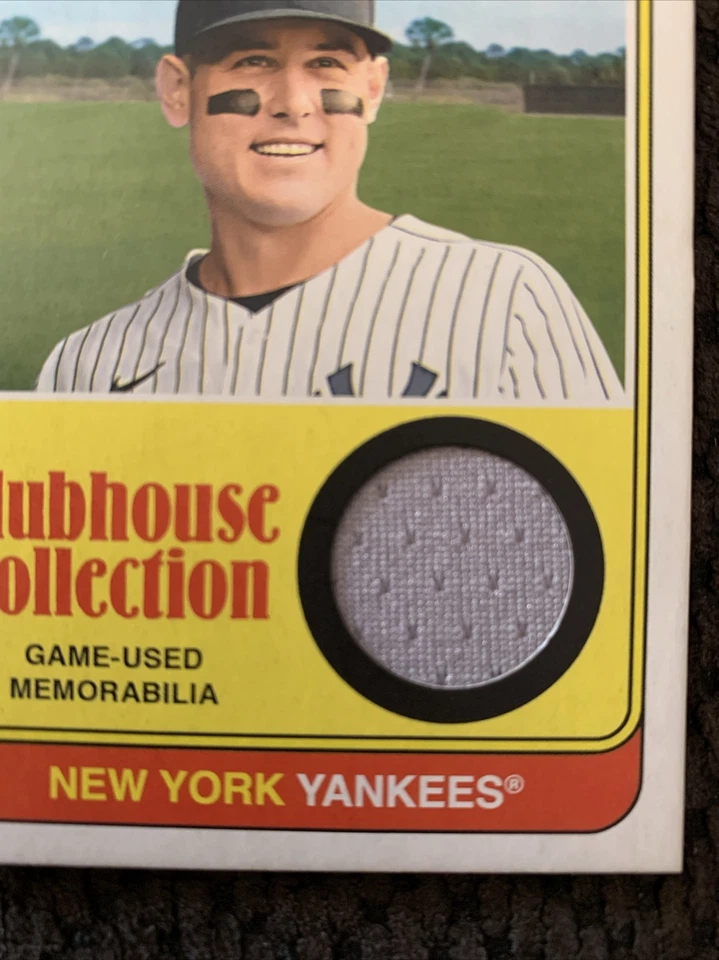 lubhouse
ollection
GAME-USED
MEMORABILIA
NEW YORK YANKEES®